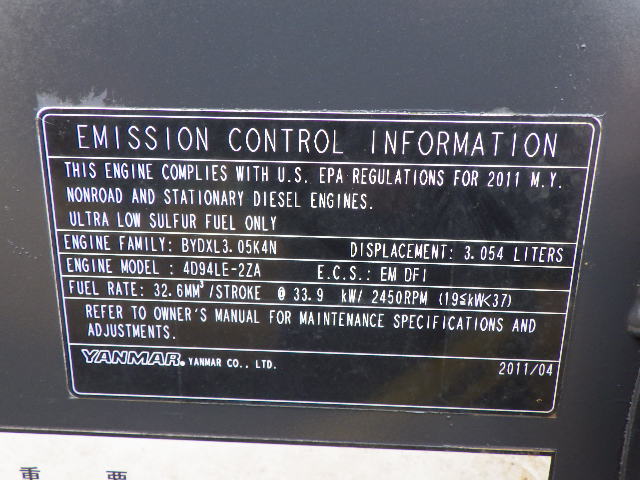 EMISSION CONTROL INFORMATION
THIS ENGINE COMPLIES WITH U.S. EPA REGULATIONS FOR 2011 M.Y.
NONROAD AND STATIONARY DIESEL ENGINES.
ULTRA LOW SULFUR FUEL ONLY
ENGINE FAMILY: BYDXL3.05K4N DISPLACEMENT: 3.054 LITERS
ENGINE MODEL : 4D94LE-2ZA E.C.S.: EM DFI
FUEL RATE: 32.6MM³/STROKE @ 33.9 kW/ 2450RPM (19≦kW<37)
REFER TO OWNER'S MANUAL FOR MAINTENANCE SPECIFICATIONS AND
ADJUSTMENTS.
YANMAR YANMAR CO., LTD. 2011/04
重要